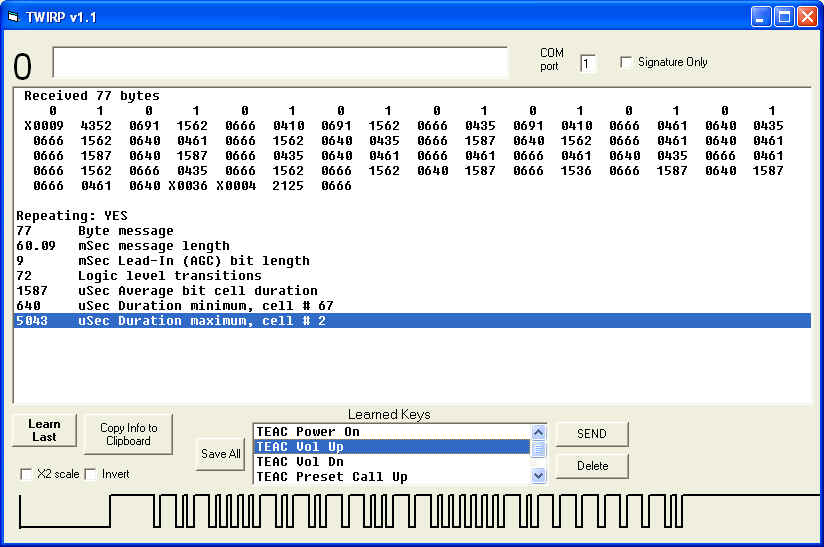 TWIRP v1.1
0
COM port 1 Signature Only
Received 77 bytes
0 1 0 1 0 1 0 1 0 1 0 1 0 1 0 1
X0009 4352 0691 1562 0666 0410 0691 1562 0666 0435 0691 0410 0666 0461 0640 0435
0666 1562 0640 0461 0666 1562 0640 0435 0666 1587 0640 1562 0666 0461 0640 0461
0666 1587 0640 1587 0666 0435 0640 0461 0666 0461 0666 0461 0640 0435 0666 0461
0666 1562 0666 0435 0666 1562 0666 1562 0640 1587 0666 1536 0666 1587 0640 1587
0666 0461 0640 X0036 X0004 2125 0666
Repeating: YES
77 Byte message
60.09 mSec message length
9 mSec Lead-In (AGC) bit length
72 Logic level transitions
1587 uSec Average bit cell duration
640 uSec Duration minimum, cell # 67
5043 uSec Duration maximum, cell # 2
Learned Keys
Learn Last
Copy Info to Clipboard
Save All
TEAC Power On
TEAC Vol Up
TEAC Vol Dn
TEAC Preset Call Up
SEND
Delete
X2 scale Invert